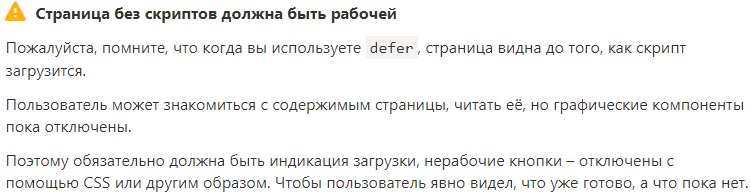 Страница без скриптов должна быть рабочей
Пожалуйста, помните, что когда вы используете defer, страница видна до того, как скрипт
загрузится.
Пользователь может знакомиться с содержимым страницы, читать её, но графические компоненты
пока отключены.
Поэтому обязательно должна быть индикация загрузки, нерабочие кнопки – отключены с
помощью CSS или другим образом. Чтобы пользователь явно видел, что уже готово, а что пока нет.